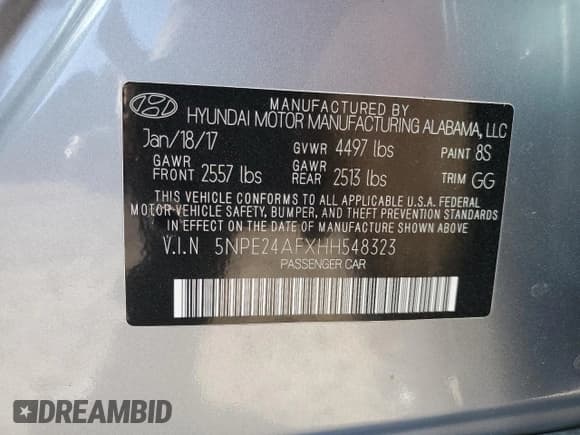 MANUFACTURED BY
HYUNDAI MOTOR MANUFACTURING ALABAMA, LLC
Jan/18/17 GVWR 4497 lbs PAINT 8S
GAWR FRONT 2557 lbs GAWR REAR 2513 lbs TRIM GG
THIS VEHICLE CONFORMS TO ALL APPLICABLE U.S.A. FEDERAL
MOTOR VEHICLE SAFETY, BUMPER, AND THEFT PREVENTION STANDARDS
IN EFFECT ON THE DATE OF MANUFACTURE SHOWN ABOVE
V.I.N 5NPE24AFXHH548323
PASSENGER CAR
DREAMBID